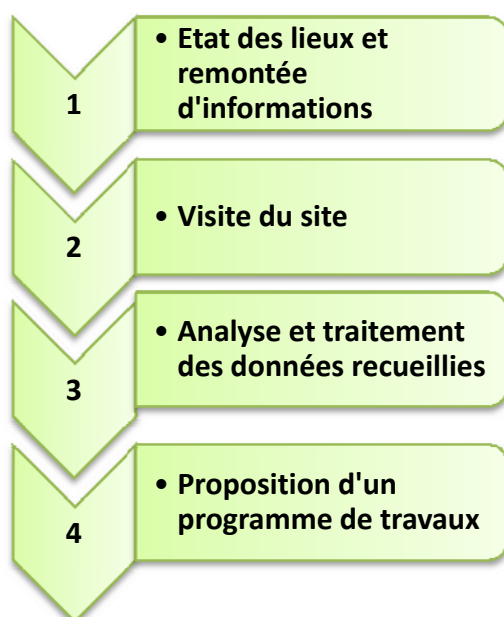 • Etat des lieux et
remontée
d'informations
1
• Visite du site
2
• Analyse et traitement
des données recueillies
3
• Proposition d'un
programme de travaux
4